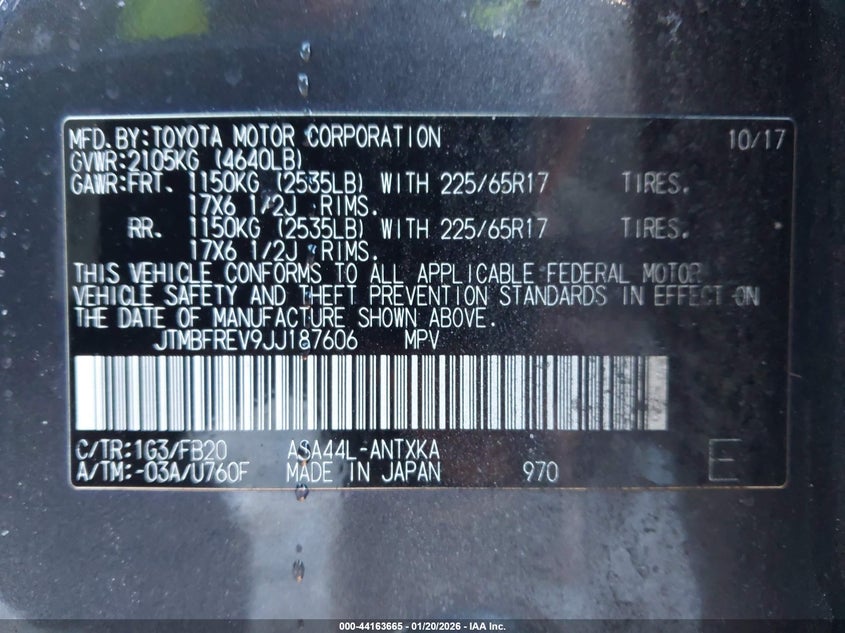 MFD.BY:TOYOTA MOTOR CORPORATION 10/17
GVWR:2105KG (4640LB)
GAWR:FRT. 1150KG (2535LB) WITH 225/65R17 TIRES.
17X6 1/2J RIMS.
RR. 1150KG (2535LB) WITH 225/65R17 TIRES.
17X6 1/2J RIMS.
THIS VEHICLE CONFORMS TO ALL APPLICABLE FEDERAL MOTOR
VEHICLE SAFETY AND THEFT PREVENTION STANDARDS IN EFFECT ON
THE DATE OF MANUFACTURE SHOWN ABOVE.
JTMBFREV9JJ187606 MPV
C/TR:1G3/FB20 ASA44L-ANTXKA
A/TM:-03A/U760F MADE IN JAPAN 970 E
000-44163665 - 01/20/2026 - IAA Inc.